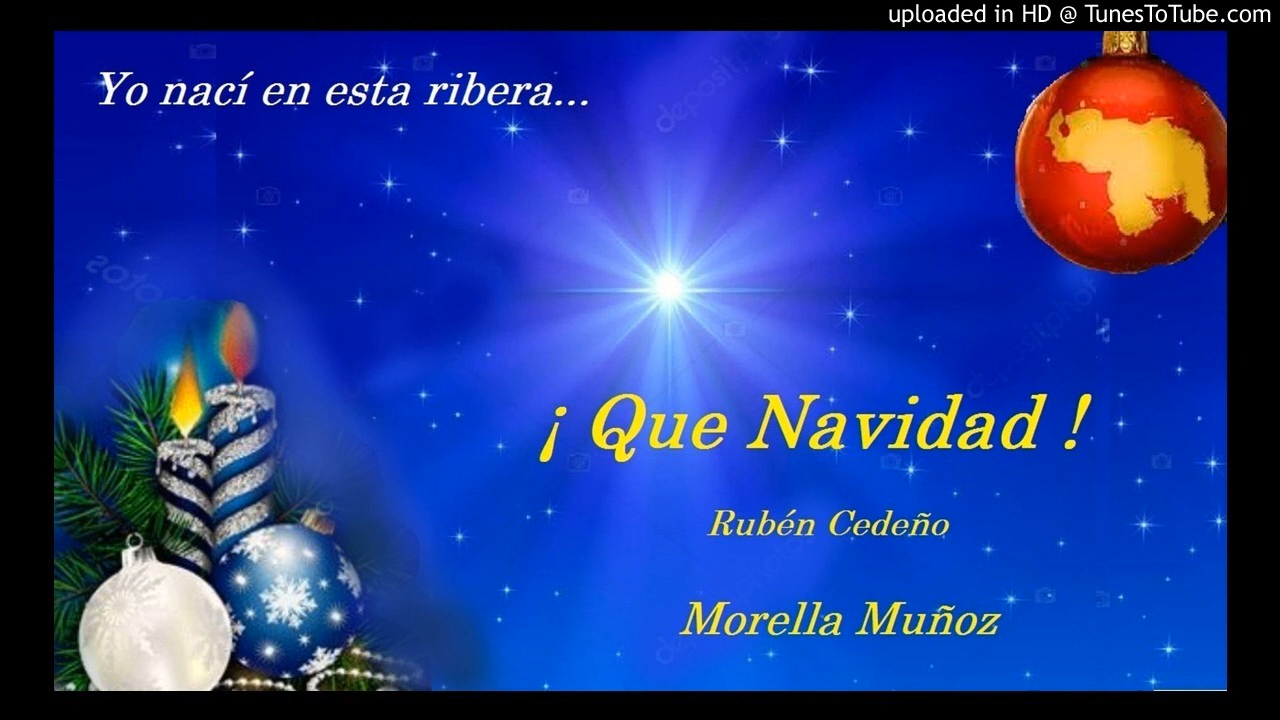 uploaded in HD @ TunesToTube.com
Yo nací en esta ribera...
¡ Que Navidad !
Rubén Cedeño
Morella Muñoz